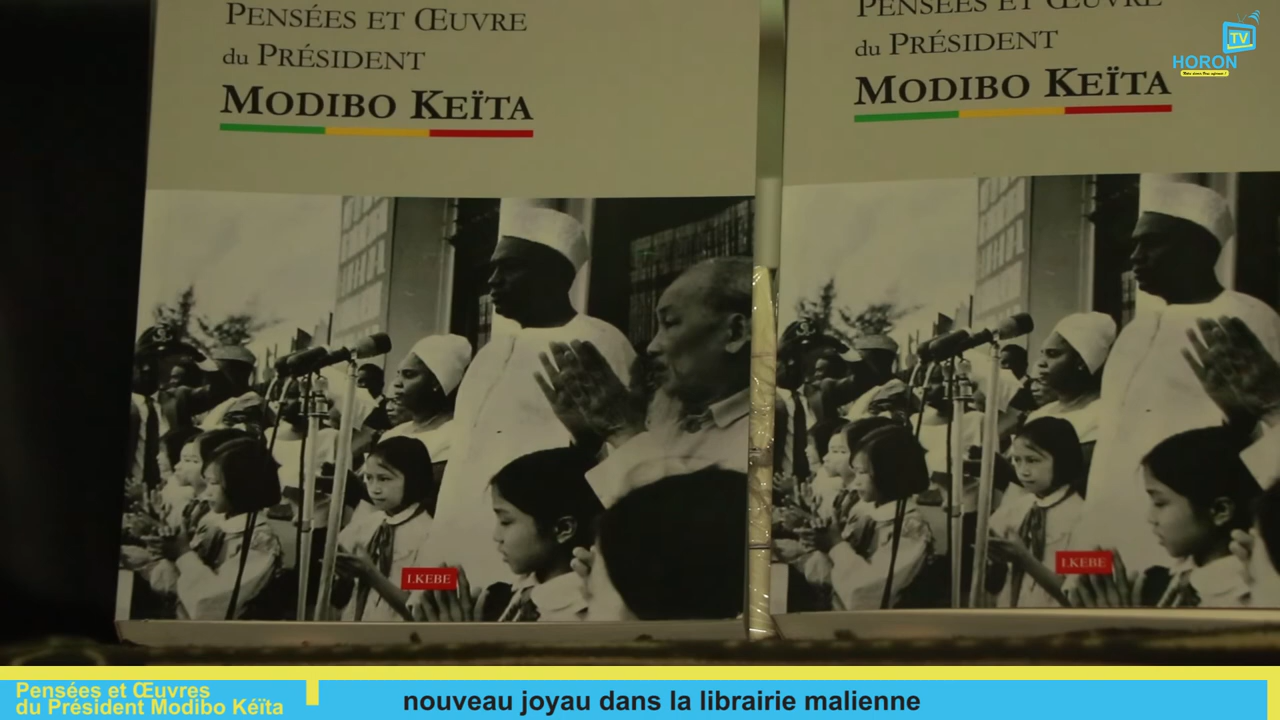 PENSÉES ET ŒUVRE
du PRÉSIDENT
MODIBO KEÏTA
I.KEBE
PENSÉES ET ŒUVRE
du PRÉSIDENT
MODIBO KEÏTA
I.KEBE
TV
HORON
Pensées et Œuvres
du Président Modibo Kéïta
nouveau joyau dans la librairie malienne